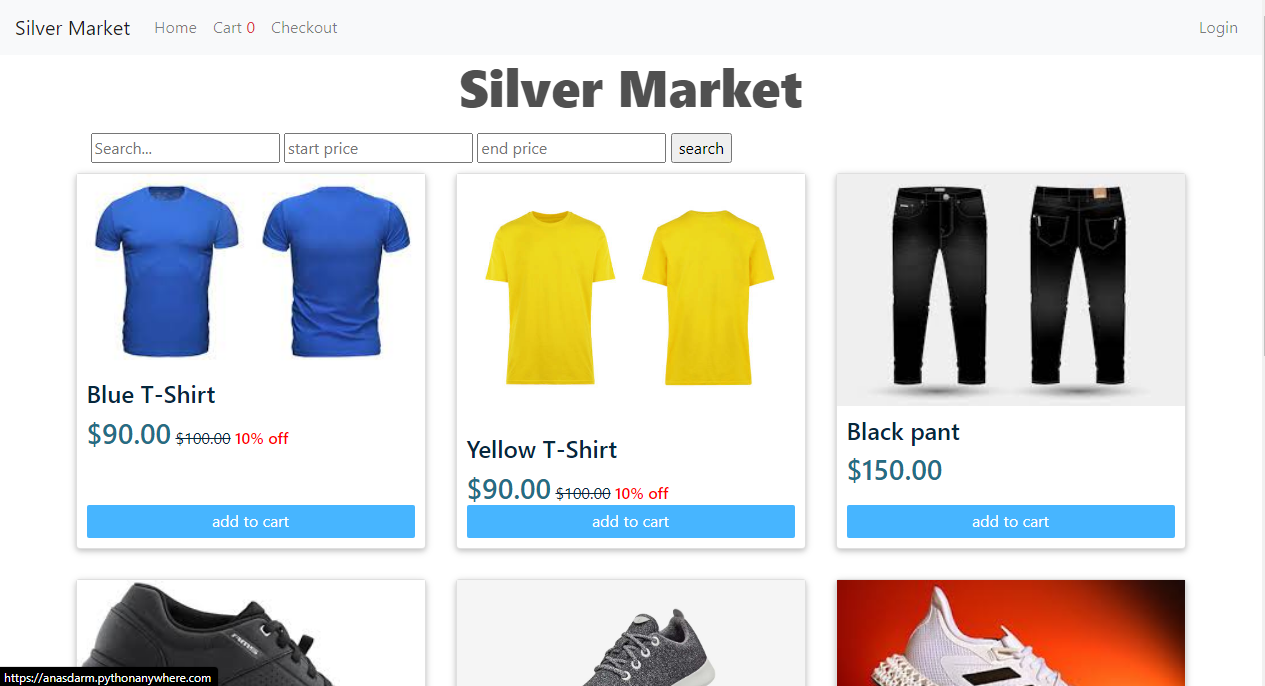 Silver Market Home Cart 0 Checkout Login
Silver Market
Search... start price end price search
Blue T-Shirt
$90.00 $100.00 10% off
add to cart
Yellow T-Shirt
$90.00 $100.00 10% off
add to cart
Black pant
$150.00
add to cart
https://anasdarm.pythonanywhere.com